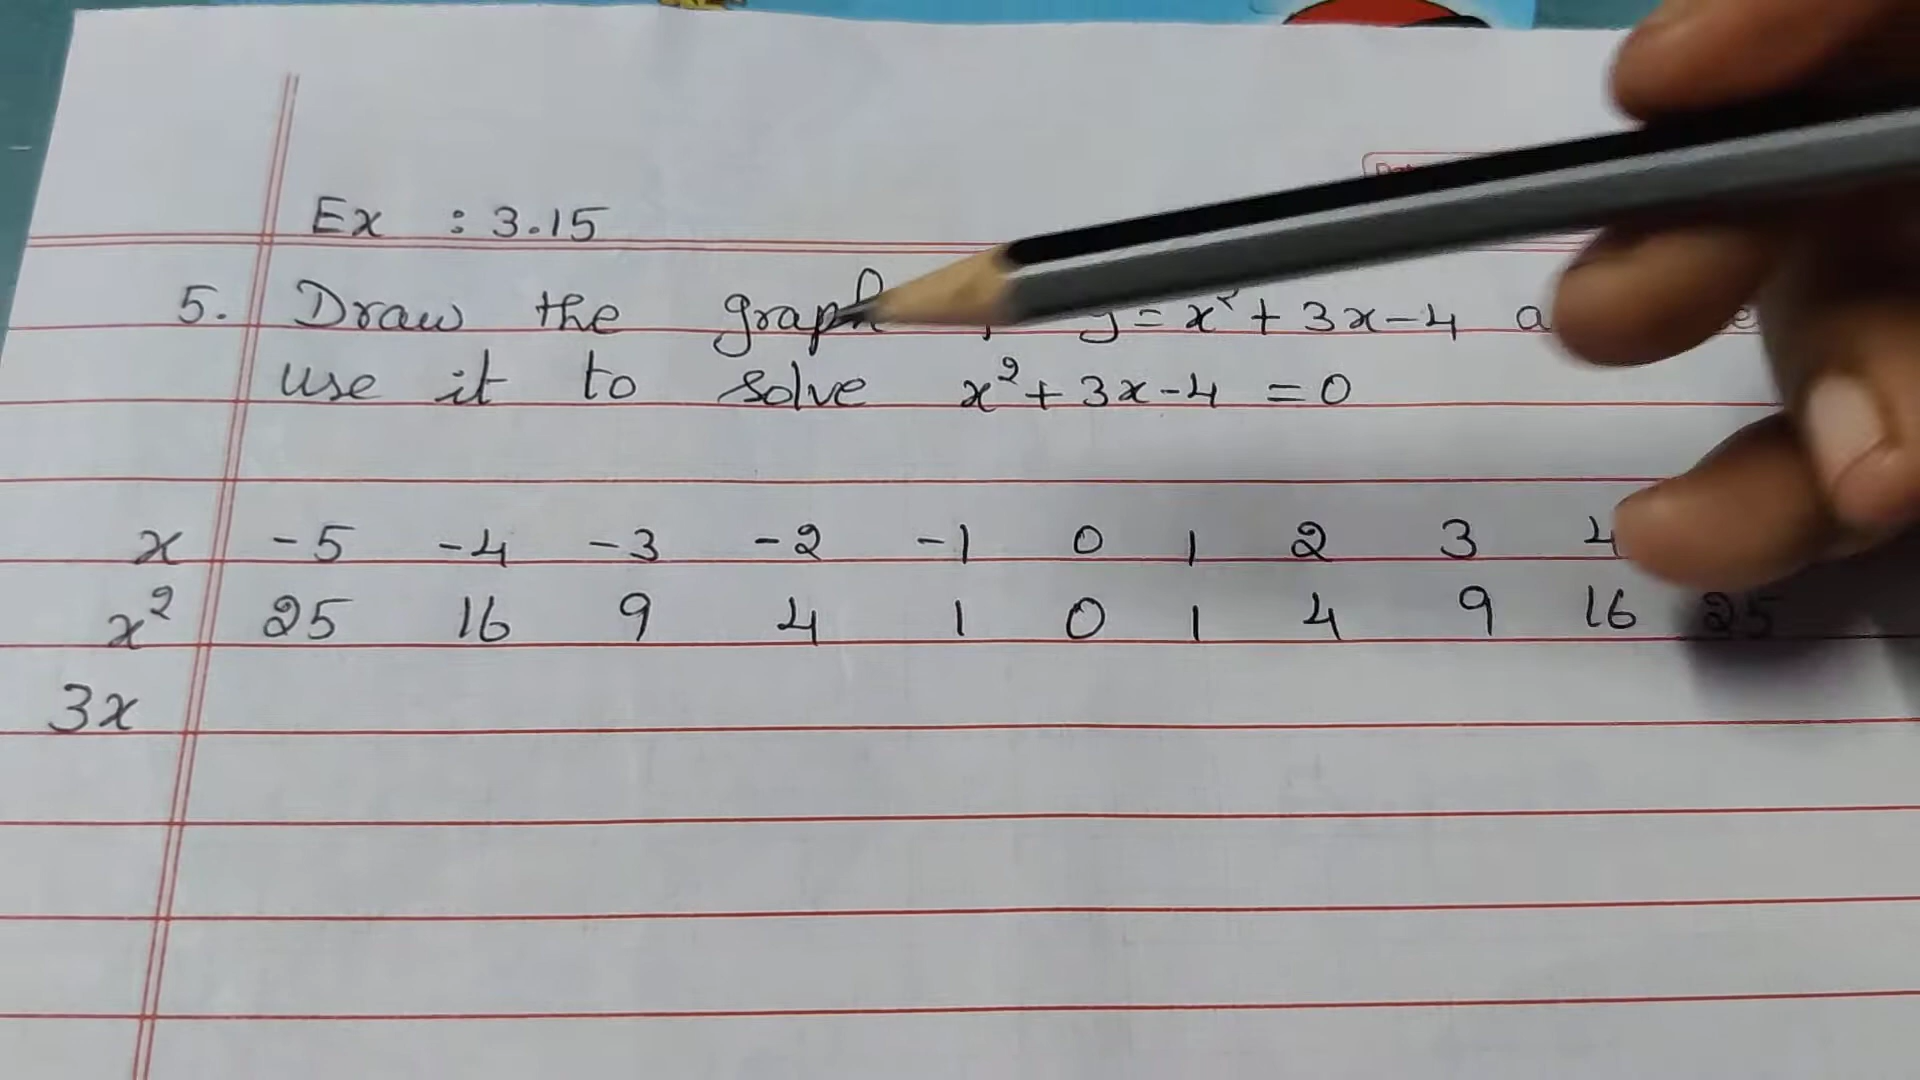 Ex : 3.15
5. Draw the graph y = x² + 3x - 4
use it to solve x² + 3x - 4 = 0
x -5 -4 -3 -2 -1 0 1 2 3 4
x² 25 16 9 4 1 0 1 4 9 16 25
3x